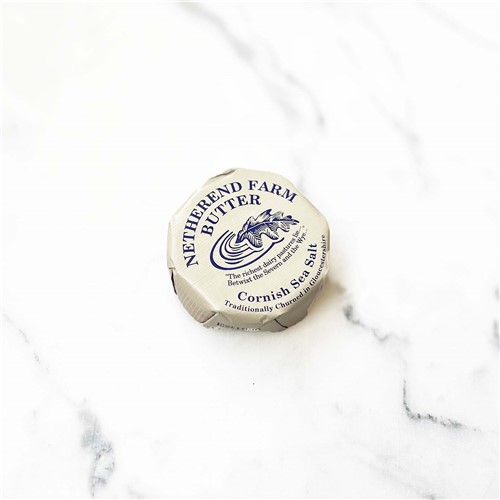 NETHEREND FARM
BUTTER
"The richest dairy pastures lie...
Betwixt the Severn and the Wye
Cornish Sea Salt
Traditionally Churned in Gloucestershire